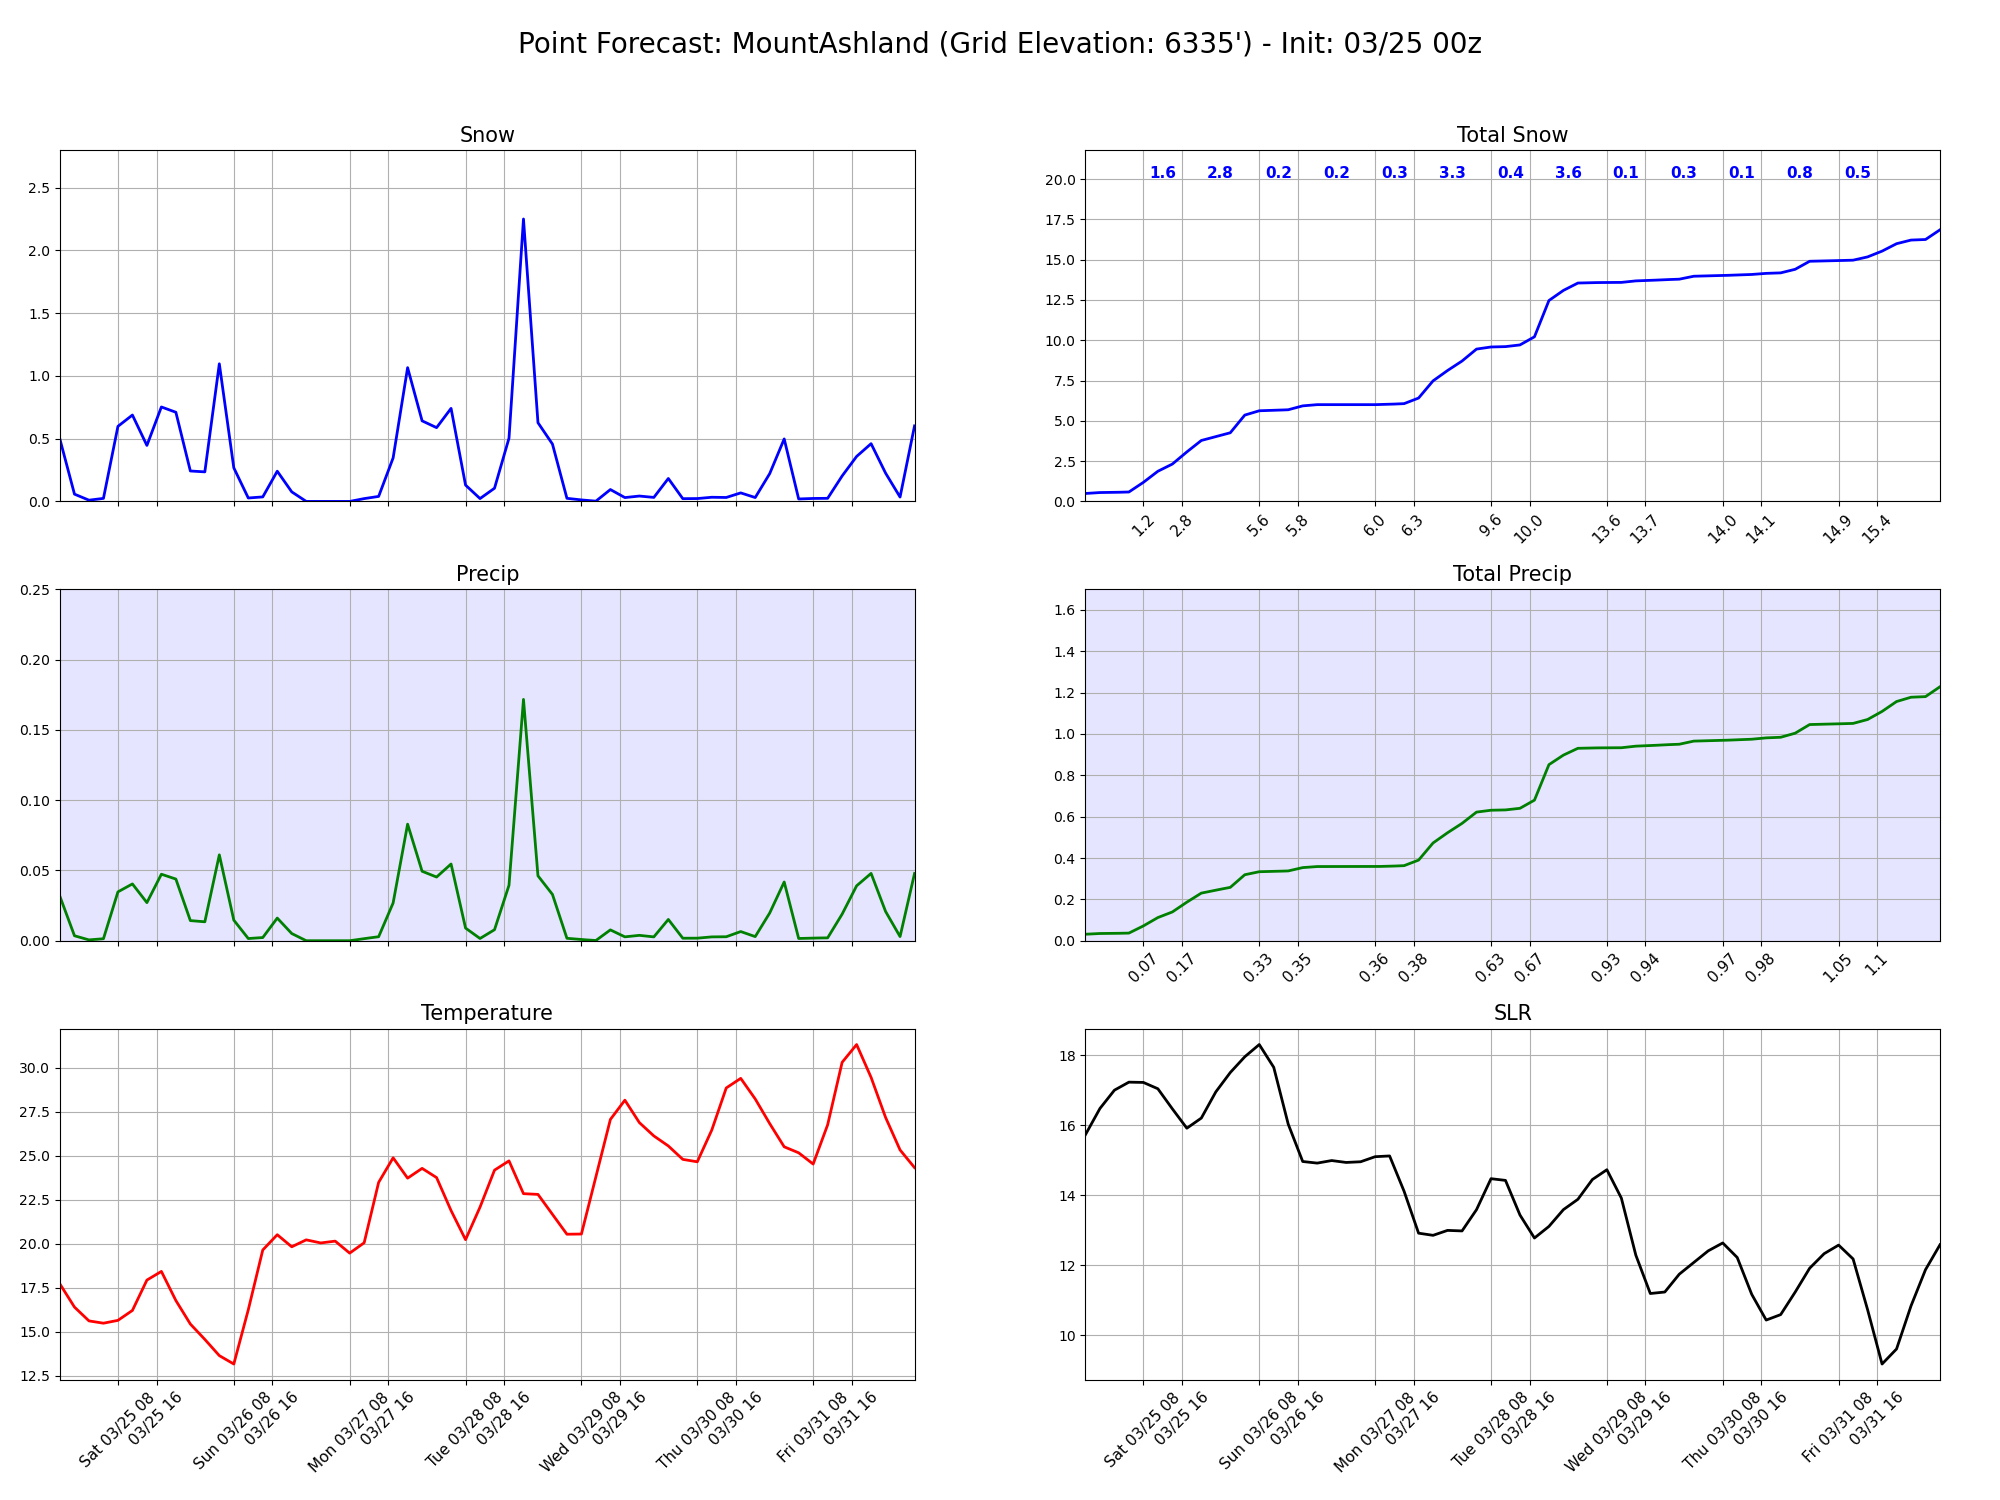 Point Forecast: MountAshland (Grid Elevation: 6335') - Init: 03/25 00z
Snow
2.5
2.0
1.5
1.0
0.5
0.0
Total Snow
1.6 2.8 0.2 0.2 0.3 3.3 0.4 3.6 0.1 0.3 0.1 0.8 0.5
20.0
17.5
15.0
12.5
10.0
7.5
5.0
2.5
0.0
1.2 2.8 5.6 5.8 6.0 6.3 9.6 10.0 13.6 13.7 14.0 14.1 14.9 15.4
Precip
0.25
0.20
0.15
0.10
0.05
0.00
Total Precip
1.6
1.4
1.2
1.0
0.8
0.6
0.4
0.2
0.0
0.07 0.17 0.33 0.35 0.36 0.38 0.63 0.67 0.93 0.94 0.97 0.98 1.05 1.1
Temperature
30.0
27.5
25.0
22.5
20.0
17.5
15.0
12.5
Sat 03/25 08
03/25 16
Sun 03/26 08
03/26 16
Mon 03/27 08
03/27 16
Tue 03/28 08
03/28 16
Wed 03/29 08
03/29 16
Thu 03/30 08
03/30 16
Fri 03/31 08
03/31 16
SLR
18
16
14
12
10
Sat 03/25 08
03/25 16
Sun 03/26 08
03/26 16
Mon 03/27 08
03/27 16
Tue 03/28 08
03/28 16
Wed 03/29 08
03/29 16
Thu 03/30 08
03/30 16
Fri 03/31 08
03/31 16